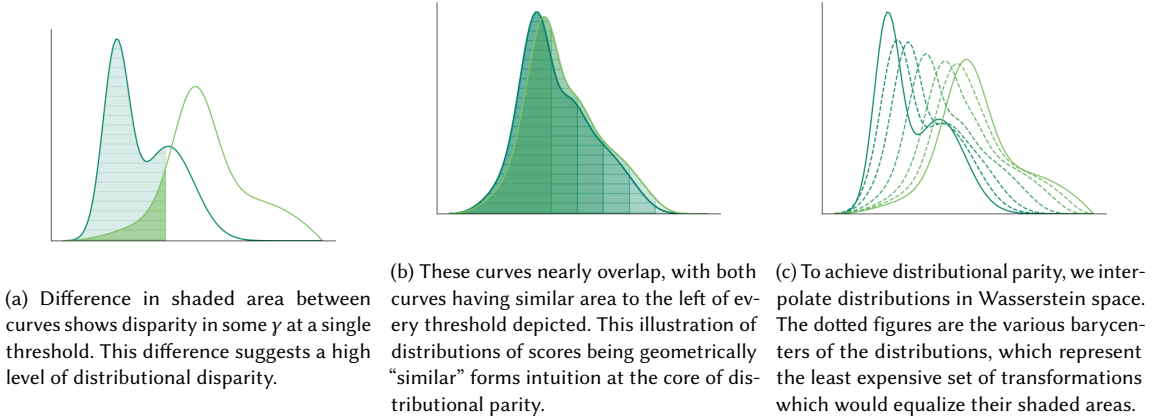 (a) Difference in shaded area between
curves shows disparity in some γ at a single
threshold. This difference suggests a high
level of distributional disparity.
(b) These curves nearly overlap, with both
curves having similar area to the left of ev-
ery threshold depicted. This illustration of
distributions of scores being geometrically
“similar” forms intuition at the core of dis-
tributional parity.
(c) To achieve distributional parity, we inter-
polate distributions in Wasserstein space.
The dotted figures are the various barycen-
ters of the distributions, which represent
the least expensive set of transformations
which would equalize their shaded areas.